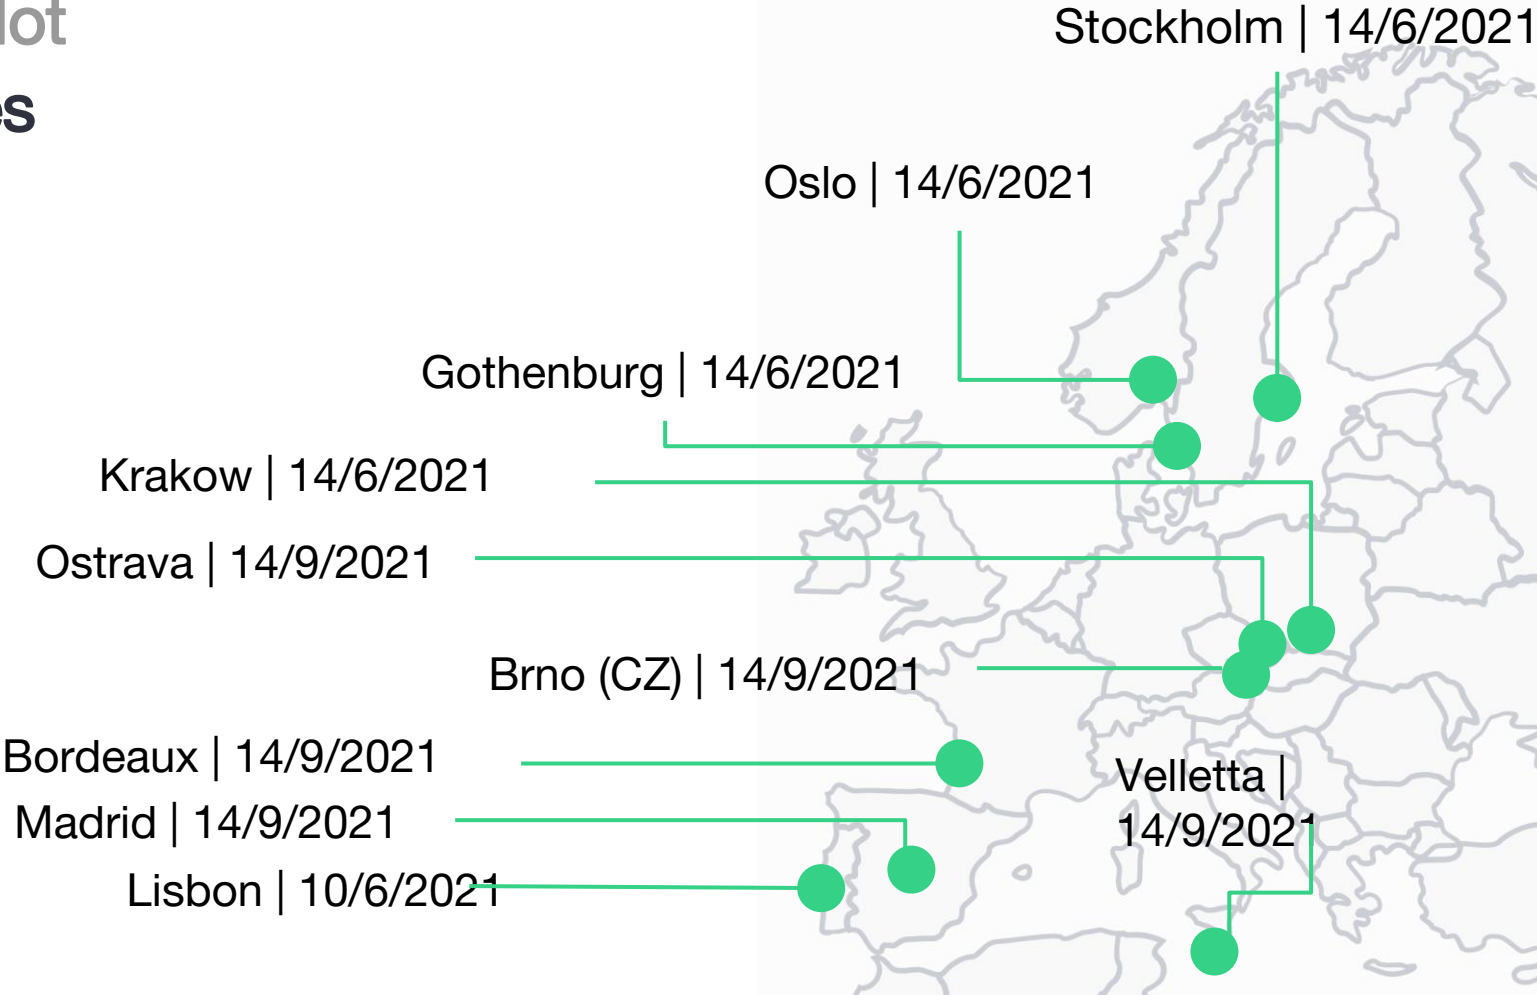 Stockholm | 14/6/2021
Oslo | 14/6/2021
Gothenburg | 14/6/2021
Krakow | 14/6/2021
Ostrava | 14/9/2021
Brno (CZ) | 14/9/2021
Bordeaux | 14/9/2021
Velletta |
14/9/2021
Madrid | 14/9/2021
Lisbon | 10/6/2021